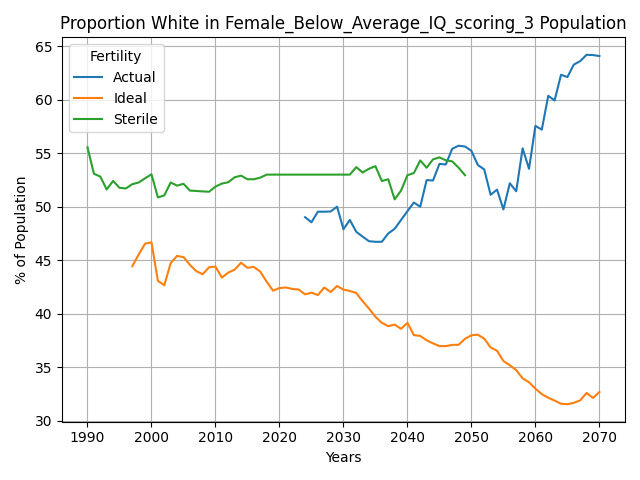 Proportion White in Female_Below_Average_IQ_scoring_3 Population
65
60
55
50
45
40
35
30
% of Population
Fertility
Actual
Ideal
Sterile
1990 2000 2010 2020 2030 2040 2050 2060 2070
Years